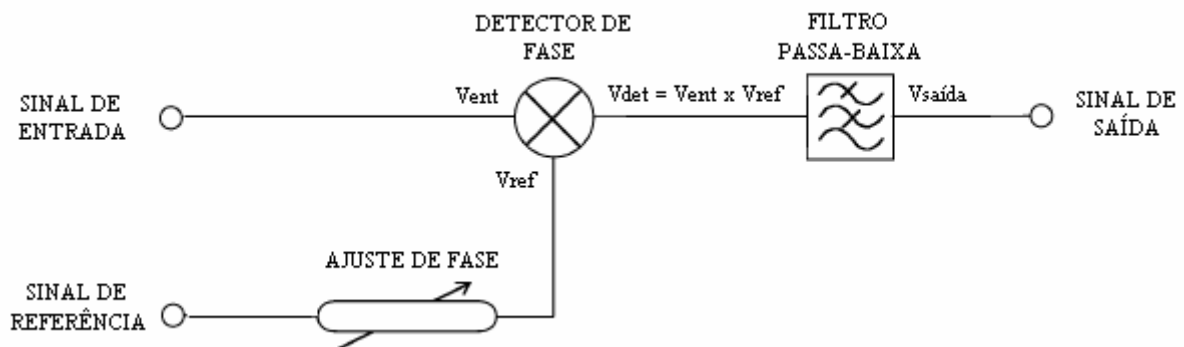 DETECTOR DE
FASE
FILTRO
PASSA-BAIXA
SINAL DE
ENTRADA
Vent
Vdet = Vent x Vref
Vsaída
SINAL DE
SAÍDA
Vref
AJUSTE DE FASE
SINAL DE
REFERÊNCIA